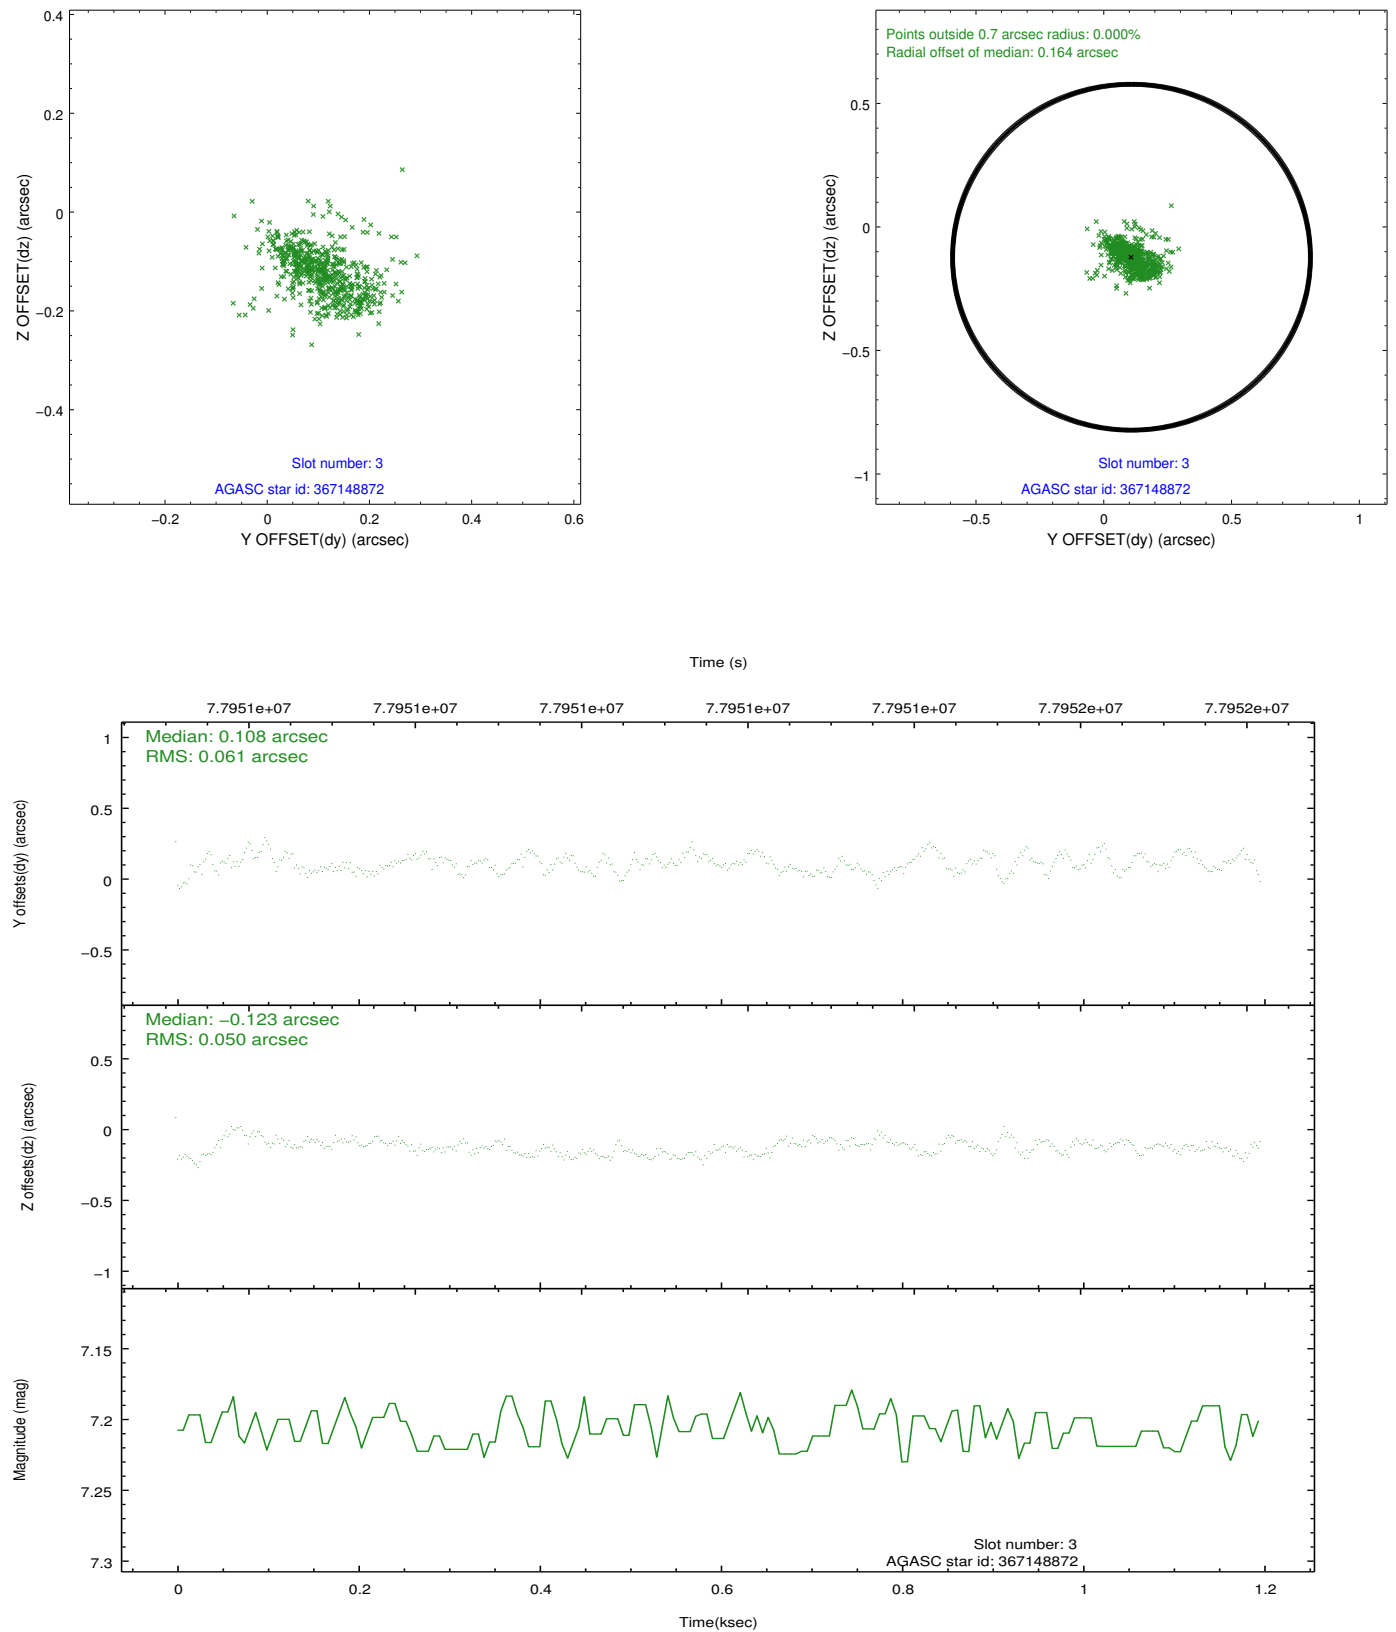 0.4
0.2
0
−0.2
−0.4
Z OFFSET(dz) (arcsec)
Slot number: 3
AGASC star id: 367148872
−0.2 0 0.2 0.4 0.6
Y OFFSET(dy) (arcsec)
Points outside 0.7 arcsec radius: 0.000%
Radial offset of median: 0.164 arcsec
0.5
0
−0.5
−1
Z OFFSET(dz) (arcsec)
Slot number: 3
AGASC star id: 367148872
−0.5 0 0.5 1
Y OFFSET(dy) (arcsec)
Time (s)
7.7951e+07 7.7951e+07 7.7951e+07 7.7951e+07 7.7951e+07 7.7952e+07 7.7952e+07
Median: 0.108 arcsec
RMS: 0.061 arcsec
1
0.5
0
−0.5
Y offsets(dy) (arcsec)
Median: −0.123 arcsec
RMS: 0.050 arcsec
0.5
0
−0.5
−1
Z offsets(dz) (arcsec)
7.15
7.2
7.25
7.3
Magnitude (mag)
Slot number: 3
AGASC star id: 367148872
0 0.2 0.4 0.6 0.8 1 1.2
Time(ksec)